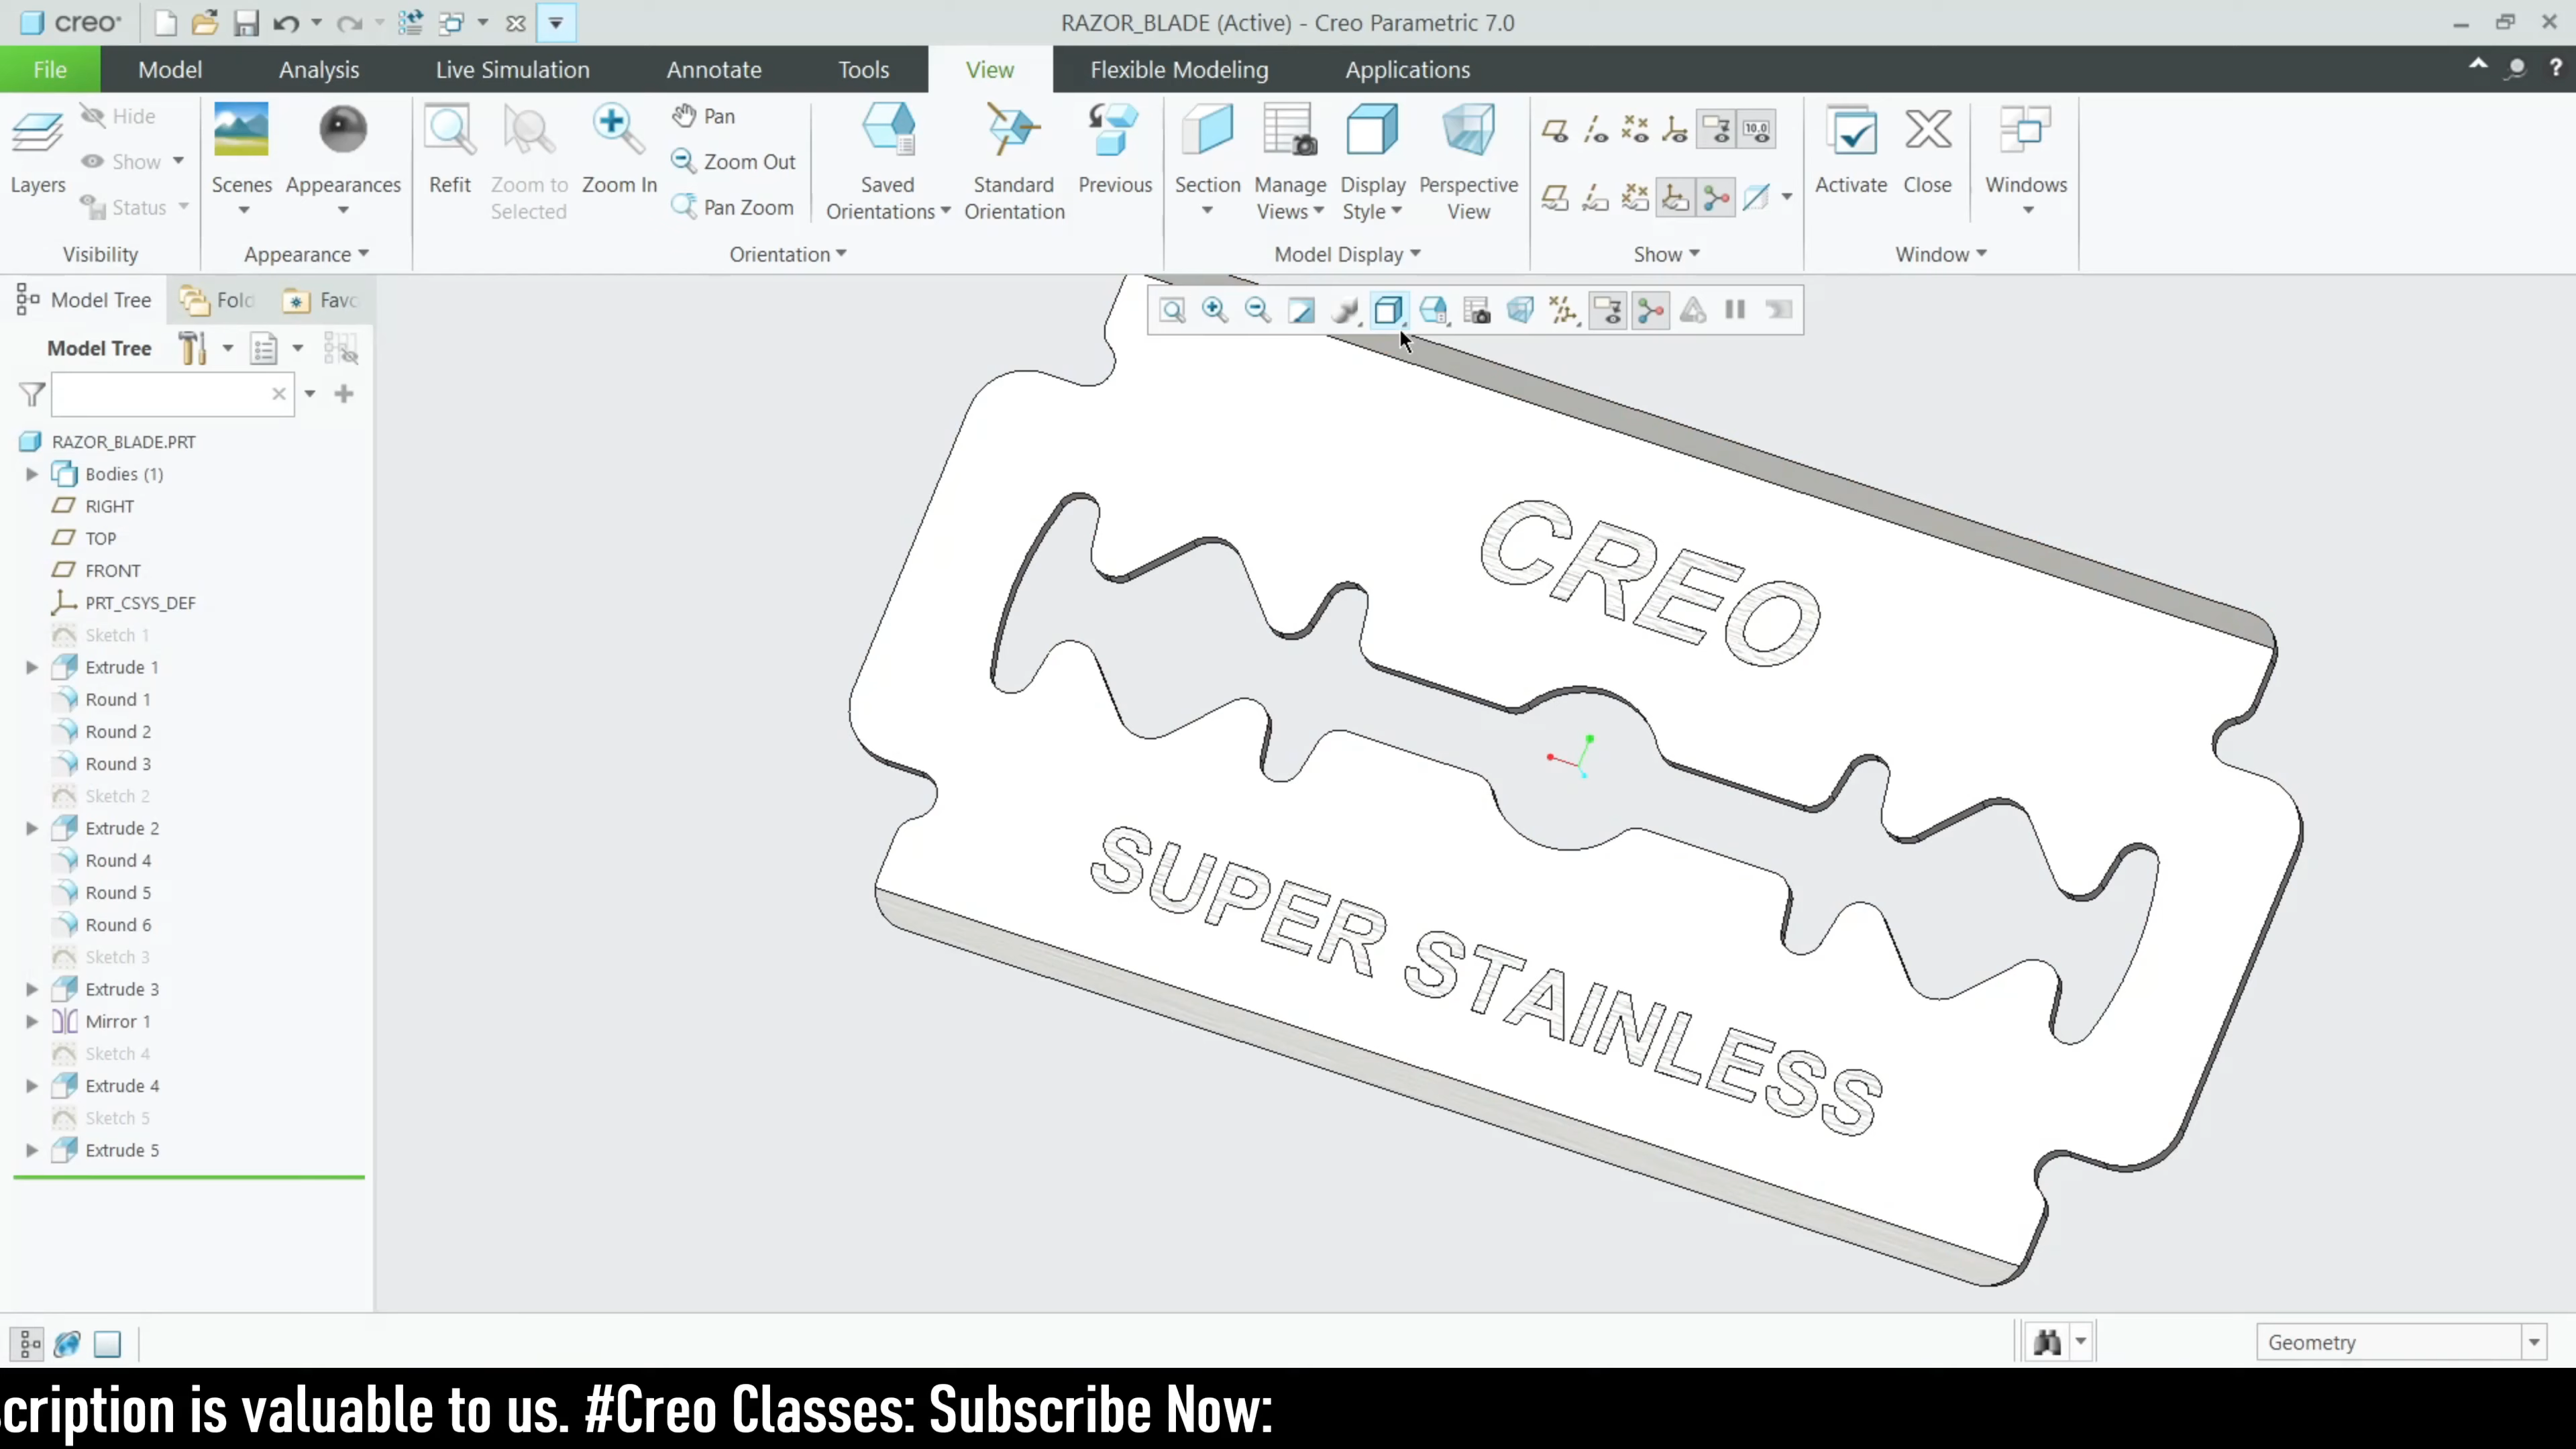 creo
RAZOR_BLADE (Active) - Creo Parametric 7.0
File Model Analysis Live Simulation Annotate Tools View Flexible Modeling Applications
Layers
Hide
Show
Status
Visibility
Scenes
Appearances
Appearance
Refit
Zoom to Selected
Zoom In
Pan
Zoom Out
Pan Zoom
Saved Orientations
Standard Orientation
Previous
Orientation
Section
Manage Views
Display Style
Perspective View
Model Display
10.0
Show
Activate
Close
Windows
Window
Model Tree Fold Favo
Model Tree
RAZOR_BLADE.PRT
Bodies (1)
RIGHT
TOP
FRONT
PRT_CSYS_DEF
Sketch 1
Extrude 1
Round 1
Round 2
Round 3
Sketch 2
Extrude 2
Round 4
Round 5
Round 6
Sketch 3
Extrude 3
Mirror 1
Sketch 4
Extrude 4
Sketch 5
Extrude 5
CREO
SUPER STAINLESS
Geometry
scription is valuable to us. #Creo Classes: Subscribe Now: